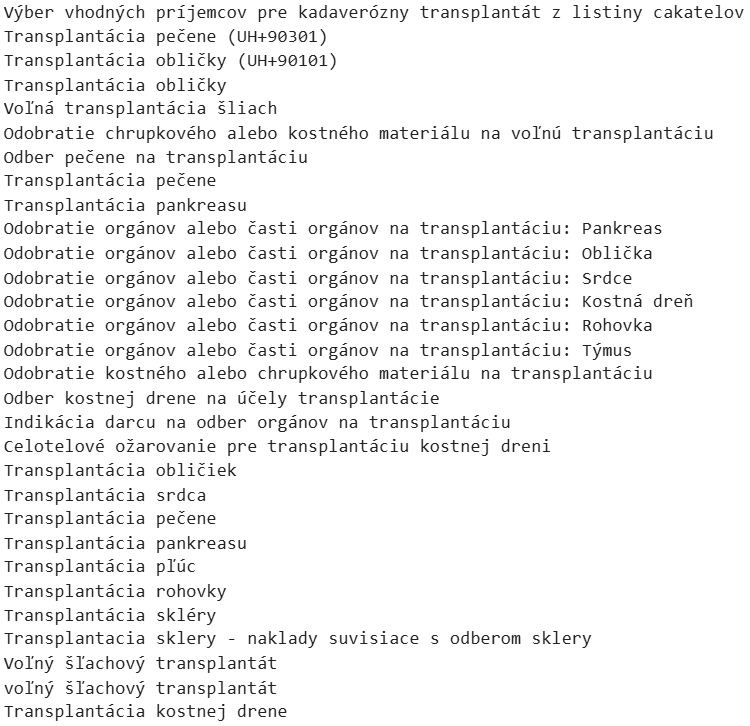 Výber vhodných príjemcov pre kadaverózny transplantát z listiny cakatelov
Transplantácia pečene (UH+90301)
Transplantácia obličky (UH+90101)
Transplantácia obličky
Voľná transplantácia šliach
Odobratie chrupkového alebo kostného materiálu na voľnú transplantáciu
Odber pečene na transplantáciu
Transplantácia pečene
Transplantácia pankreasu
Odobratie orgánov alebo časti orgánov na transplantáciu: Pankreas
Odobratie orgánov alebo časti orgánov na transplantáciu: Oblička
Odobratie orgánov alebo časti orgánov na transplantáciu: Srdce
Odobratie orgánov alebo časti orgánov na transplantáciu: Kostná dreň
Odobratie orgánov alebo časti orgánov na transplantáciu: Rohovka
Odobratie orgánov alebo časti orgánov na transplantáciu: Týmus
Odobratie kostného alebo chrupkového materiálu na transplantáciu
Odber kostnej drene na účely transplantácie
Indikácia darcu na odber orgánov na transplantáciu
Celotelové ožarovanie pre transplantáciu kostnej dreni
Transplantácia obličiek
Transplantácia srdca
Transplantácia pečene
Transplantácia pankreasu
Transplantácia pľúc
Transplantácia rohovky
Transplantácia skléry
Transplantacia sklery - naklady suvisiace s odberom sklery
Voľný šľachový transplantát
voľný šľachový transplantát
Transplantácia kostnej drene